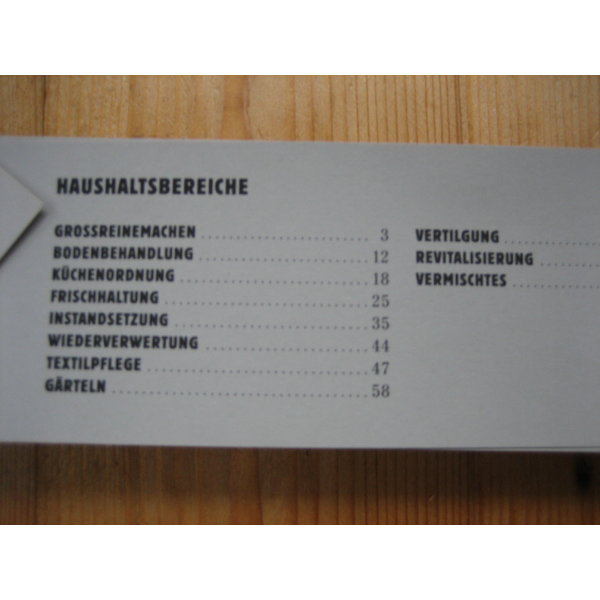 HAUSHALTSBEREICHE
GROSSREINEMACHEN 3
BODENBEHANDLUNG 12
KÜCHENORDNUNG 18
FRISCHHALTUNG 25
INSTANDSETZUNG 35
WIEDERVERWERTUNG 44
TEXTILPFLEGE 47
GÄRTELN 58
VERTILGUNG
REVITALISIERUNG
VERMISCHTES